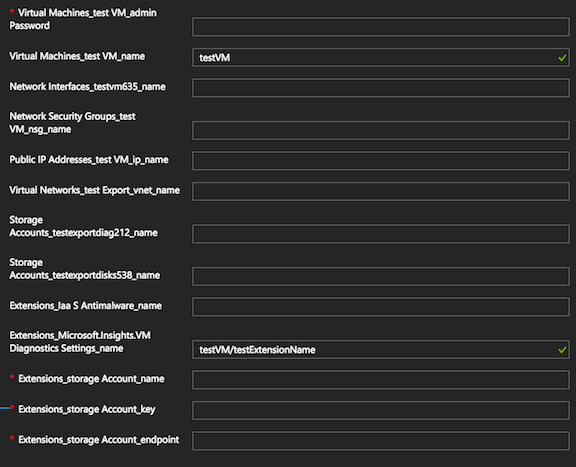 * Virtual Machines_test VM_admin
Password
Virtual Machines_test VM_name
testVM
Network Interfaces_testvm635_name
Network Security Groups_test
VM_nsg_name
Public IP Addresses_test VM_ip_name
Virtual Networks_test Export_vnet_name
Storage
Accounts_testexportdiag212_name
Storage
Accounts_testexportdisks538_name
Extensions_Iaa S Antimalware_name
Extensions_Microsoft.Insights.VM
Diagnostics Settings_name
testVM/testExtensionName
* Extensions_storage Account_name
* Extensions_storage Account_key
* Extensions_storage Account_endpoint